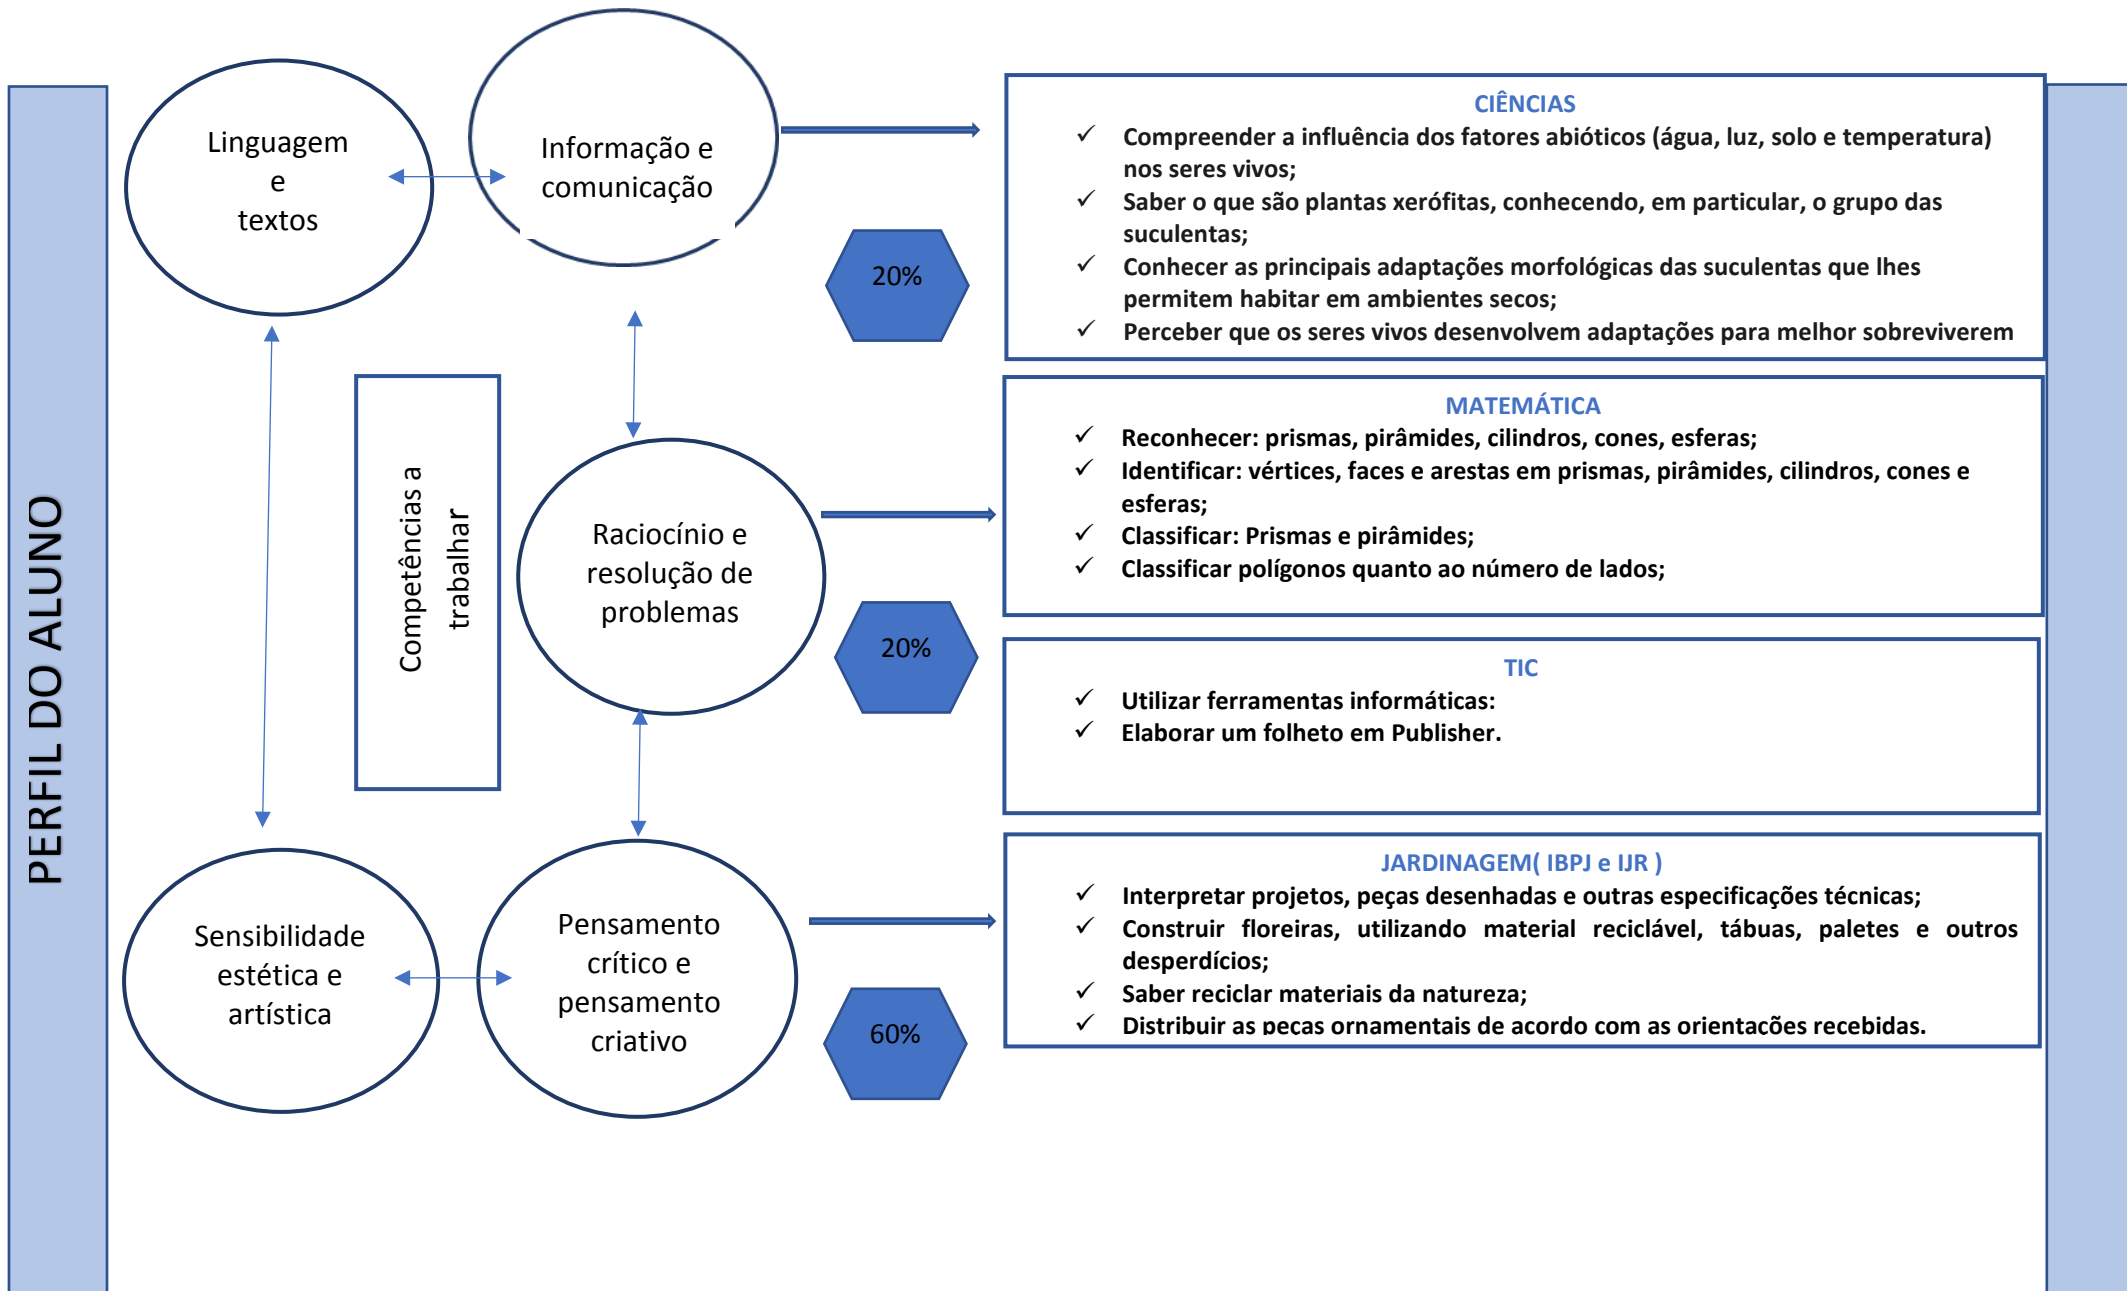 PERFIL DO ALUNO
Linguagem
e
textos
Informação e
comunicação
20%
CIÊNCIAS
✓ Compreender a influência dos fatores abióticos (água, luz, solo e temperatura)
nos seres vivos;
✓ Saber o que são plantas xerófitas, conhecendo, em particular, o grupo das
suculentas;
✓ Conhecer as principais adaptações morfológicas das suculentas que lhes
permitem habitar em ambientes secos;
✓ Perceber que os seres vivos desenvolvem adaptações para melhor sobreviverem
Competências a
trabalhar
Raciocínio e
resolução de
problemas
20%
MATEMÁTICA
✓ Reconhecer: prismas, pirâmides, cilindros, cones, esferas;
✓ Identificar: vértices, faces e arestas em prismas, pirâmides, cilindros, cones e
esferas;
✓ Classificar: Prismas e pirâmides;
✓ Classificar polígonos quanto ao número de lados;
TIC
✓ Utilizar ferramentas informáticas:
✓ Elaborar um folheto em Publisher.
Sensibilidade
estética e
artística
Pensamento
crítico e
pensamento
criativo
60%
JARDINAGEM( IBPJ e IJR )
✓ Interpretar projetos, peças desenhadas e outras especificações técnicas;
✓ Construir floreiras, utilizando material reciclável, tábuas, paletes e outros
desperdícios;
✓ Saber reciclar materiais da natureza;
✓ Distribuir as peças ornamentais de acordo com as orientações recebidas.